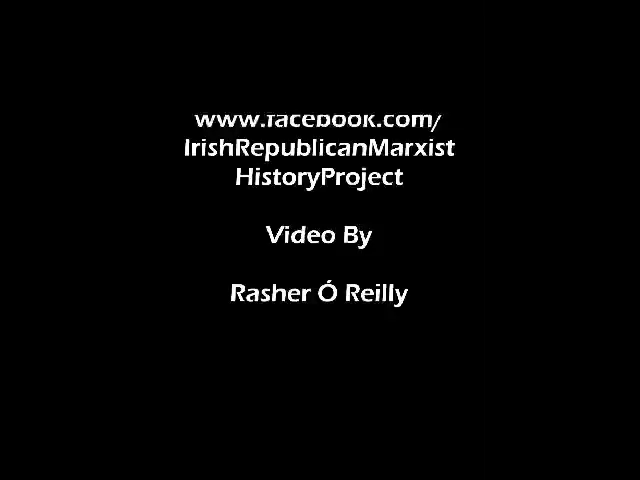 www.facebook.com/
IrishRepublicanMarxist
HistoryProject
Video By
Rasher Ó Reilly